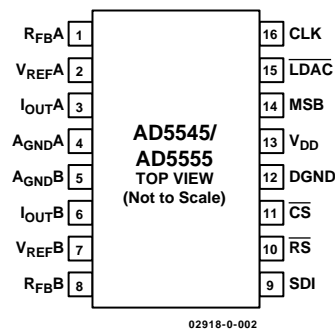 RFBA 1
VREFA 2
IOUTA 3
AGNDA 4
AGNDB 5
IOUTB 6
VREFB 7
RFBB 8
AD5545/
AD5555
TOP VIEW
(Not to Scale)
16 CLK
15 LDAC
14 MSB
13 VDD
12 DGND
11 CS
10 RS
9 SDI
02918-0-002